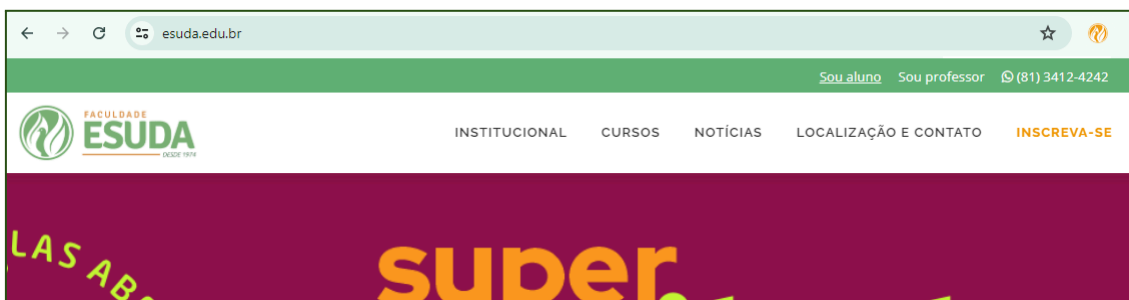 esuda.edu.br
Sou aluno Sou professor (81) 3412-4242
FACULDADE
ESUDA
DESDE 1974
INSTITUCIONAL CURSOS NOTÍCIAS LOCALIZAÇÃO E CONTATO INSCREVA-SE
super